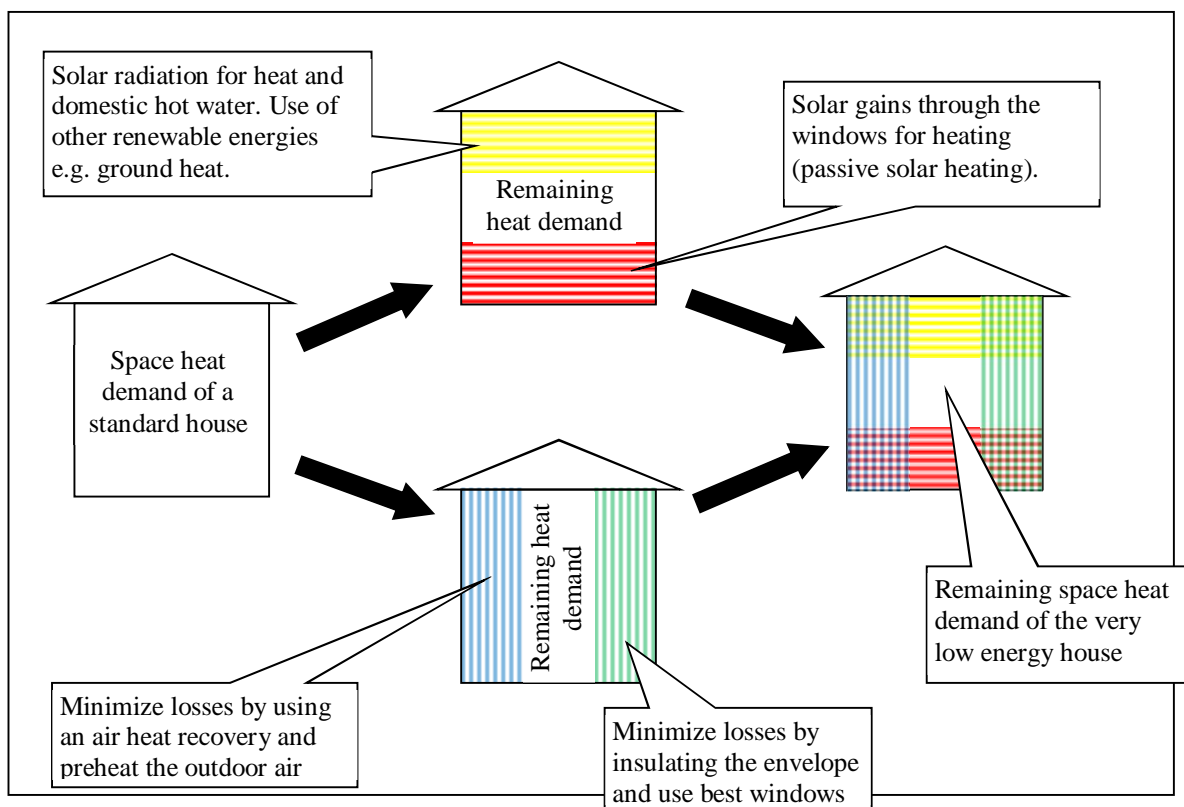 Solar radiation for heat and
domestic hot water. Use of
other renewable energies
e.g. ground heat.
Remaining
heat demand
Solar gains through the
windows for heating
(passive solar heating).
Space heat
demand of a
standard house
Remaining heat
demand
Remaining space heat
demand of the very
low energy house
Minimize losses by using
an air heat recovery and
preheat the outdoor air
Minimize losses by
insulating the envelope
and use best windows